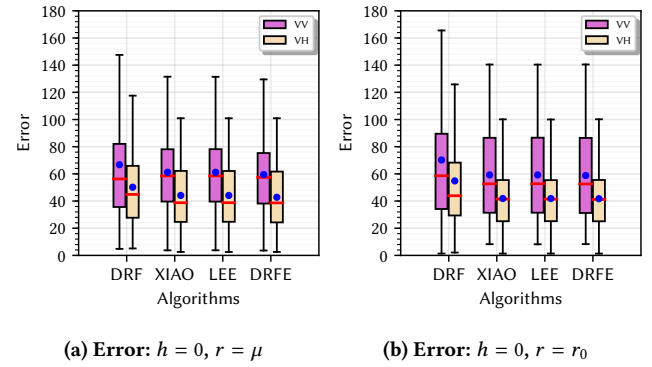 180
160
140
120
100
80
60
40
20
0
Error
VV
VH
DRF XIAO LEE DRFE
Algorithms
(a) Error: h = 0, r = μ
180
160
140
120
100
80
60
40
20
0
Error
VV
VH
DRF XIAO LEE DRFE
Algorithms
(b) Error: h = 0, r = r₀